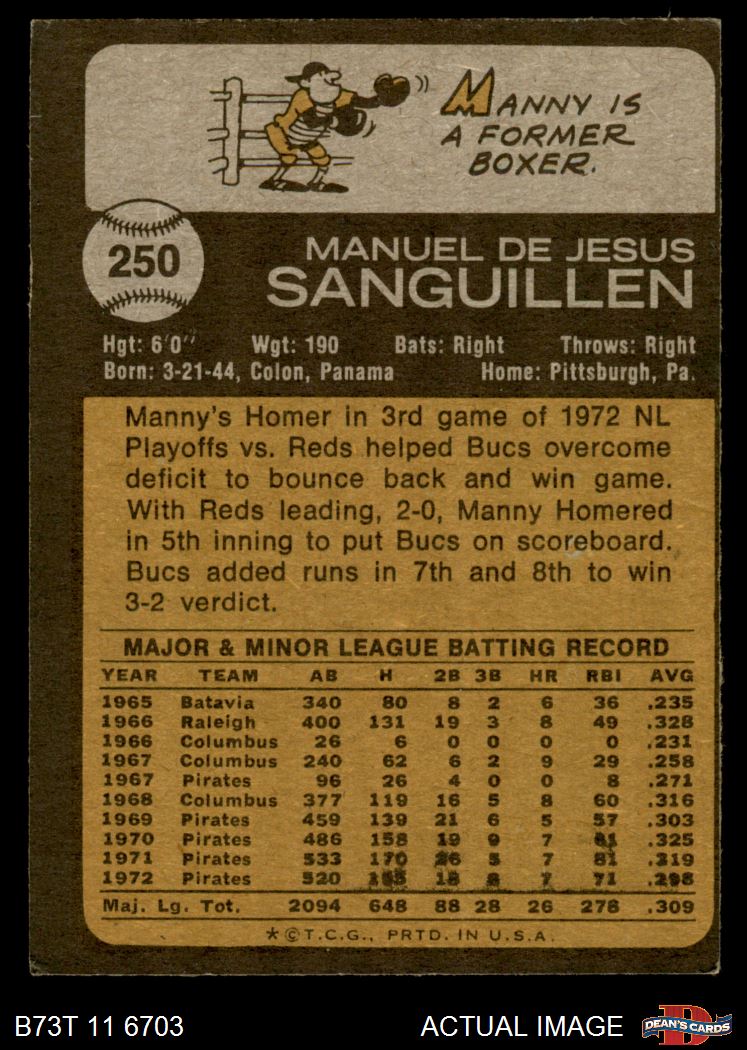 MANNY IS
A FORMER
BOXER.
250
MANUEL DE JESUS
SANGUILLEN
Hgt: 6'0" Wgt: 190 Bats: Right Throws: Right
Born: 3-21-44, Colon, Panama Home: Pittsburgh, Pa.
Manny's Homer in 3rd game of 1972 NL
Playoffs vs. Reds helped Bucs overcome
deficit to bounce back and win game.
With Reds leading, 2-0, Manny Homered
in 5th inning to put Bucs on scoreboard.
Bucs added runs in 7th and 8th to win
3-2 verdict.
MAJOR & MINOR LEAGUE BATTING RECORD
YEAR TEAM AB H 2B 3B HR RBI AVG
1965 Batavia 340 80 8 2 6 36 .235
1966 Raleigh 400 131 19 3 8 49 .328
1966 Columbus 26 6 0 0 0 0 .231
1967 Columbus 240 62 6 2 9 29 .258
1967 Pirates 96 26 4 0 0 8 .271
1968 Columbus 377 119 16 5 8 60 .316
1969 Pirates 459 139 21 6 5 57 .303
1970 Pirates 486 158 19 9 7 61 .325
1971 Pirates 533 170 26 5 7 81 .319
1972 Pirates 520 155 18 8 7 71 .298
Maj. Lg. Tot. 2094 648 88 28 26 278 .309
*©T.C.G., PRTD. IN U.S.A.
B73T 11 6703 ACTUAL IMAGE DEAN'S CARDS